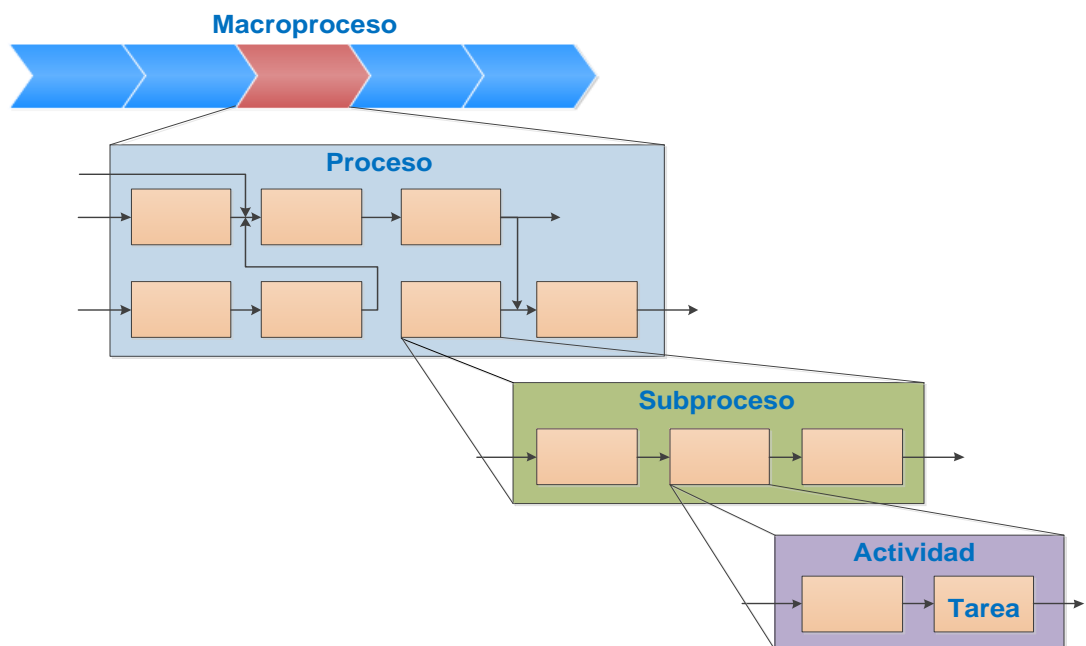 Macroproceso
Proceso
Subproceso
Actividad
Tarea